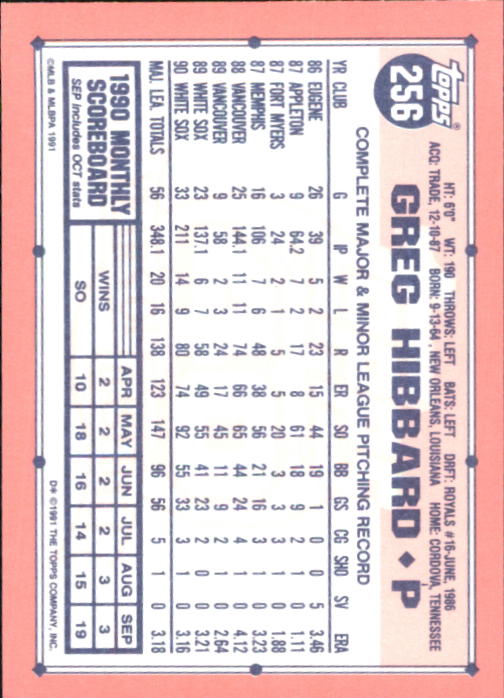 Topps®
256
HT: 6'0" WT: 190 THROWS: LEFT BATS: LEFT DRFT: ROYALS #16-JUNE, 1986
ACQ: TRADE, 12-10-87 BORN: 9-13-64, NEW ORLEANS, LOUISIANA HOME: CORDOVA, TENNESSEE
GREG HIBBARD ◆ P
COMPLETE MAJOR & MINOR LEAGUE PITCHING RECORD
YR CLUB G IP W L R ER SO BB GS CG SHO SV ERA
86 EUGENE 26 39 5 2 23 15 44 19 1 0 0 5 3.46
87 APPLETON 9 64.2 7 2 17 8 61 18 9 2 1 0 1.11
87 FORT MYERS 3 24 2 1 5 5 20 3 3 3 1 0 1.88
87 MEMPHIS 16 106 7 6 48 38 56 21 16 3 1 0 3.23
88 VANCOUVER 25 144.1 11 11 74 66 65 44 24 4 1 0 4.12
89 VANCOUVER 9 58 2 3 24 17 45 11 9 2 1 0 2.64
89 WHITE SOX 23 137.1 6 7 58 49 55 41 23 2 0 0 3.21
90 WHITE SOX 33 211 14 9 80 74 92 55 33 3 1 0 3.16
MAJ. LEA. TOTALS 56 348.1 20 16 138 123 147 96 56 5 1 0 3.18
1990 MONTHLY
SCOREBOARD
SEP Includes OCT stats
APR MAY JUN JUL AUG SEP
WINS 2 2 2 2 3 3
SO 10 18 16 14 15 19
©MLB & MLBPA 1991
D* ©1991 THE TOPPS COMPANY, INC.